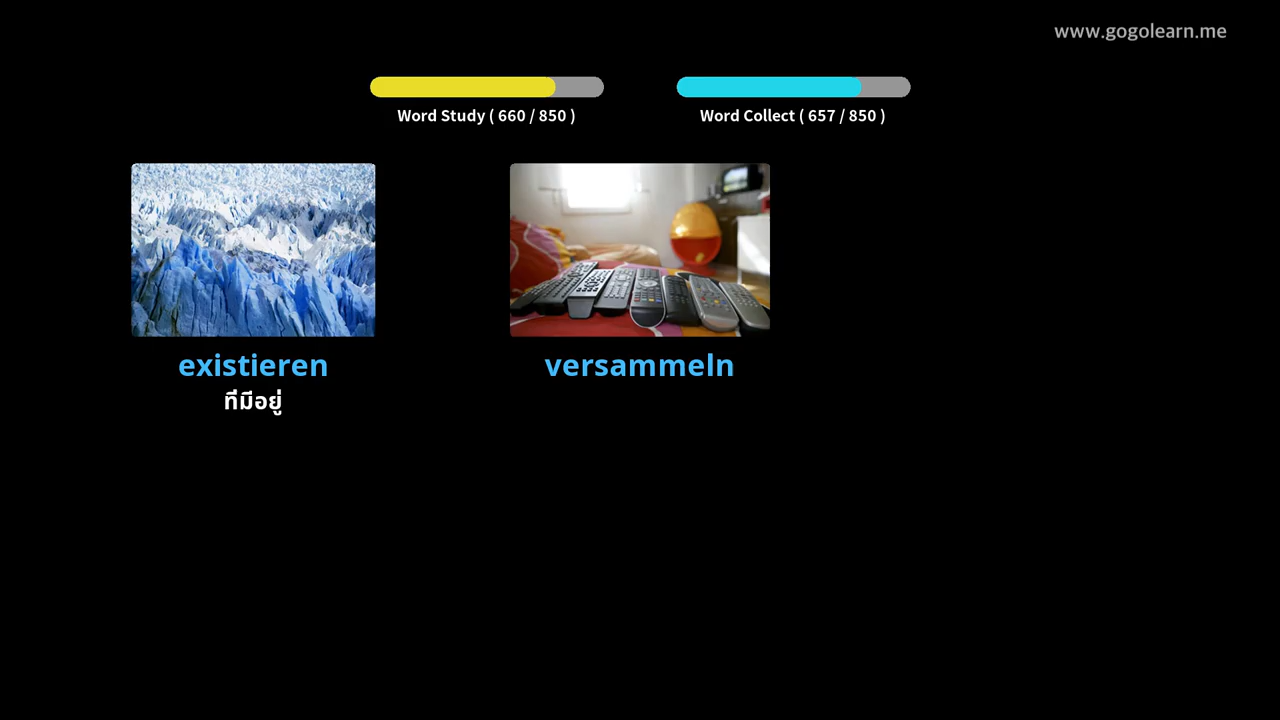 www.gogolearn.me
Word Study ( 660 / 850 )
Word Collect ( 657 / 850 )
existieren
ที่มีอยู่
versammeln